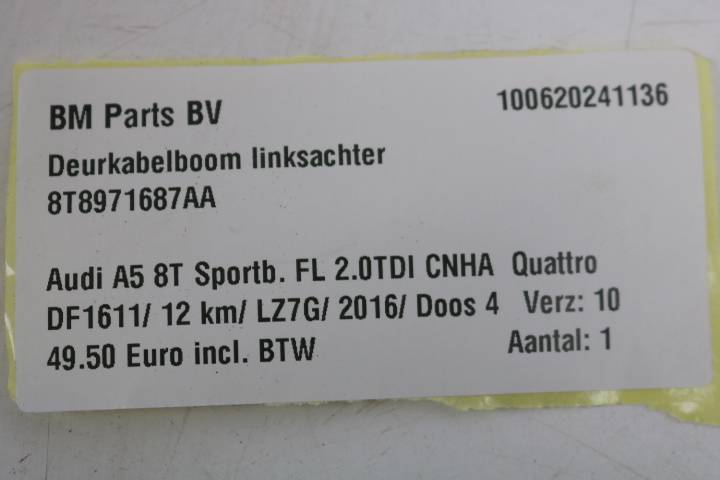 BM Parts BV 100620241136
Deurkabelboom linksachter
8T8971687AA
Audi A5 8T Sportb. FL 2.0TDI CNHA Quattro
DF1611/ 12 km/ LZ7G/ 2016/ Doos 4 Verz: 10
49.50 Euro incl. BTW Aantal: 1